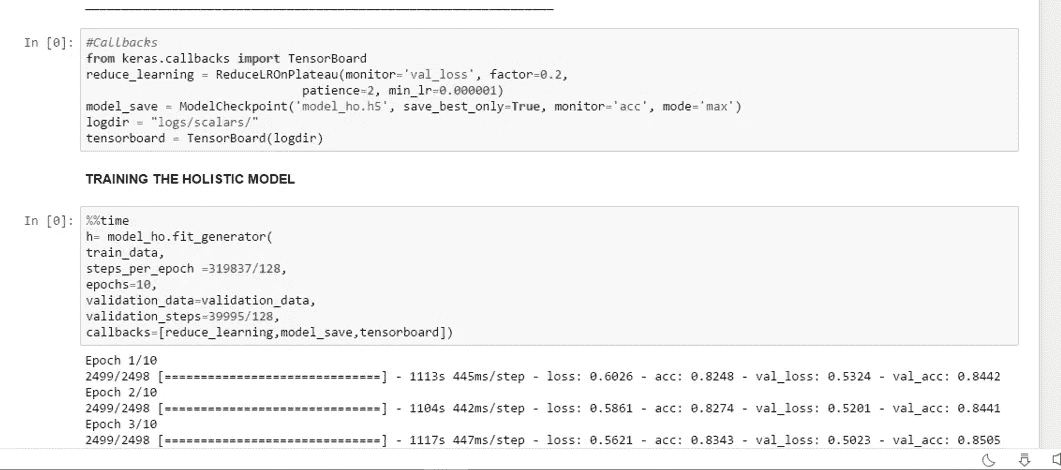 In [0]: #Callbacks
from keras.callbacks import TensorBoard
reduce_learning = ReduceLROnPlateau(monitor='val_loss', factor=0.2,
patience=2, min_lr=0.000001)
model_save = ModelCheckpoint('model_ho.h5', save_best_only=True, monitor='acc', mode='max')
logdir = "logs/scalars/"
tensorboard = TensorBoard(logdir)
TRAINING THE HOLISTIC MODEL
In [0]: %%time
h= model_ho.fit_generator(
train_data,
steps_per_epoch =319837/128,
epochs=10,
validation_data=validation_data,
validation_steps=39995/128,
callbacks=[reduce_learning,model_save,tensorboard])
Epoch 1/10
2499/2498 [==============================] - 1113s 445ms/step - loss: 0.6026 - acc: 0.8248 - val_loss: 0.5324 - val_acc: 0.8442
Epoch 2/10
2499/2498 [==============================] - 1104s 442ms/step - loss: 0.5861 - acc: 0.8274 - val_loss: 0.5201 - val_acc: 0.8441
Epoch 3/10
2499/2498 [==============================] - 1117s 447ms/step - loss: 0.5621 - acc: 0.8343 - val_loss: 0.5023 - val_acc: 0.8505